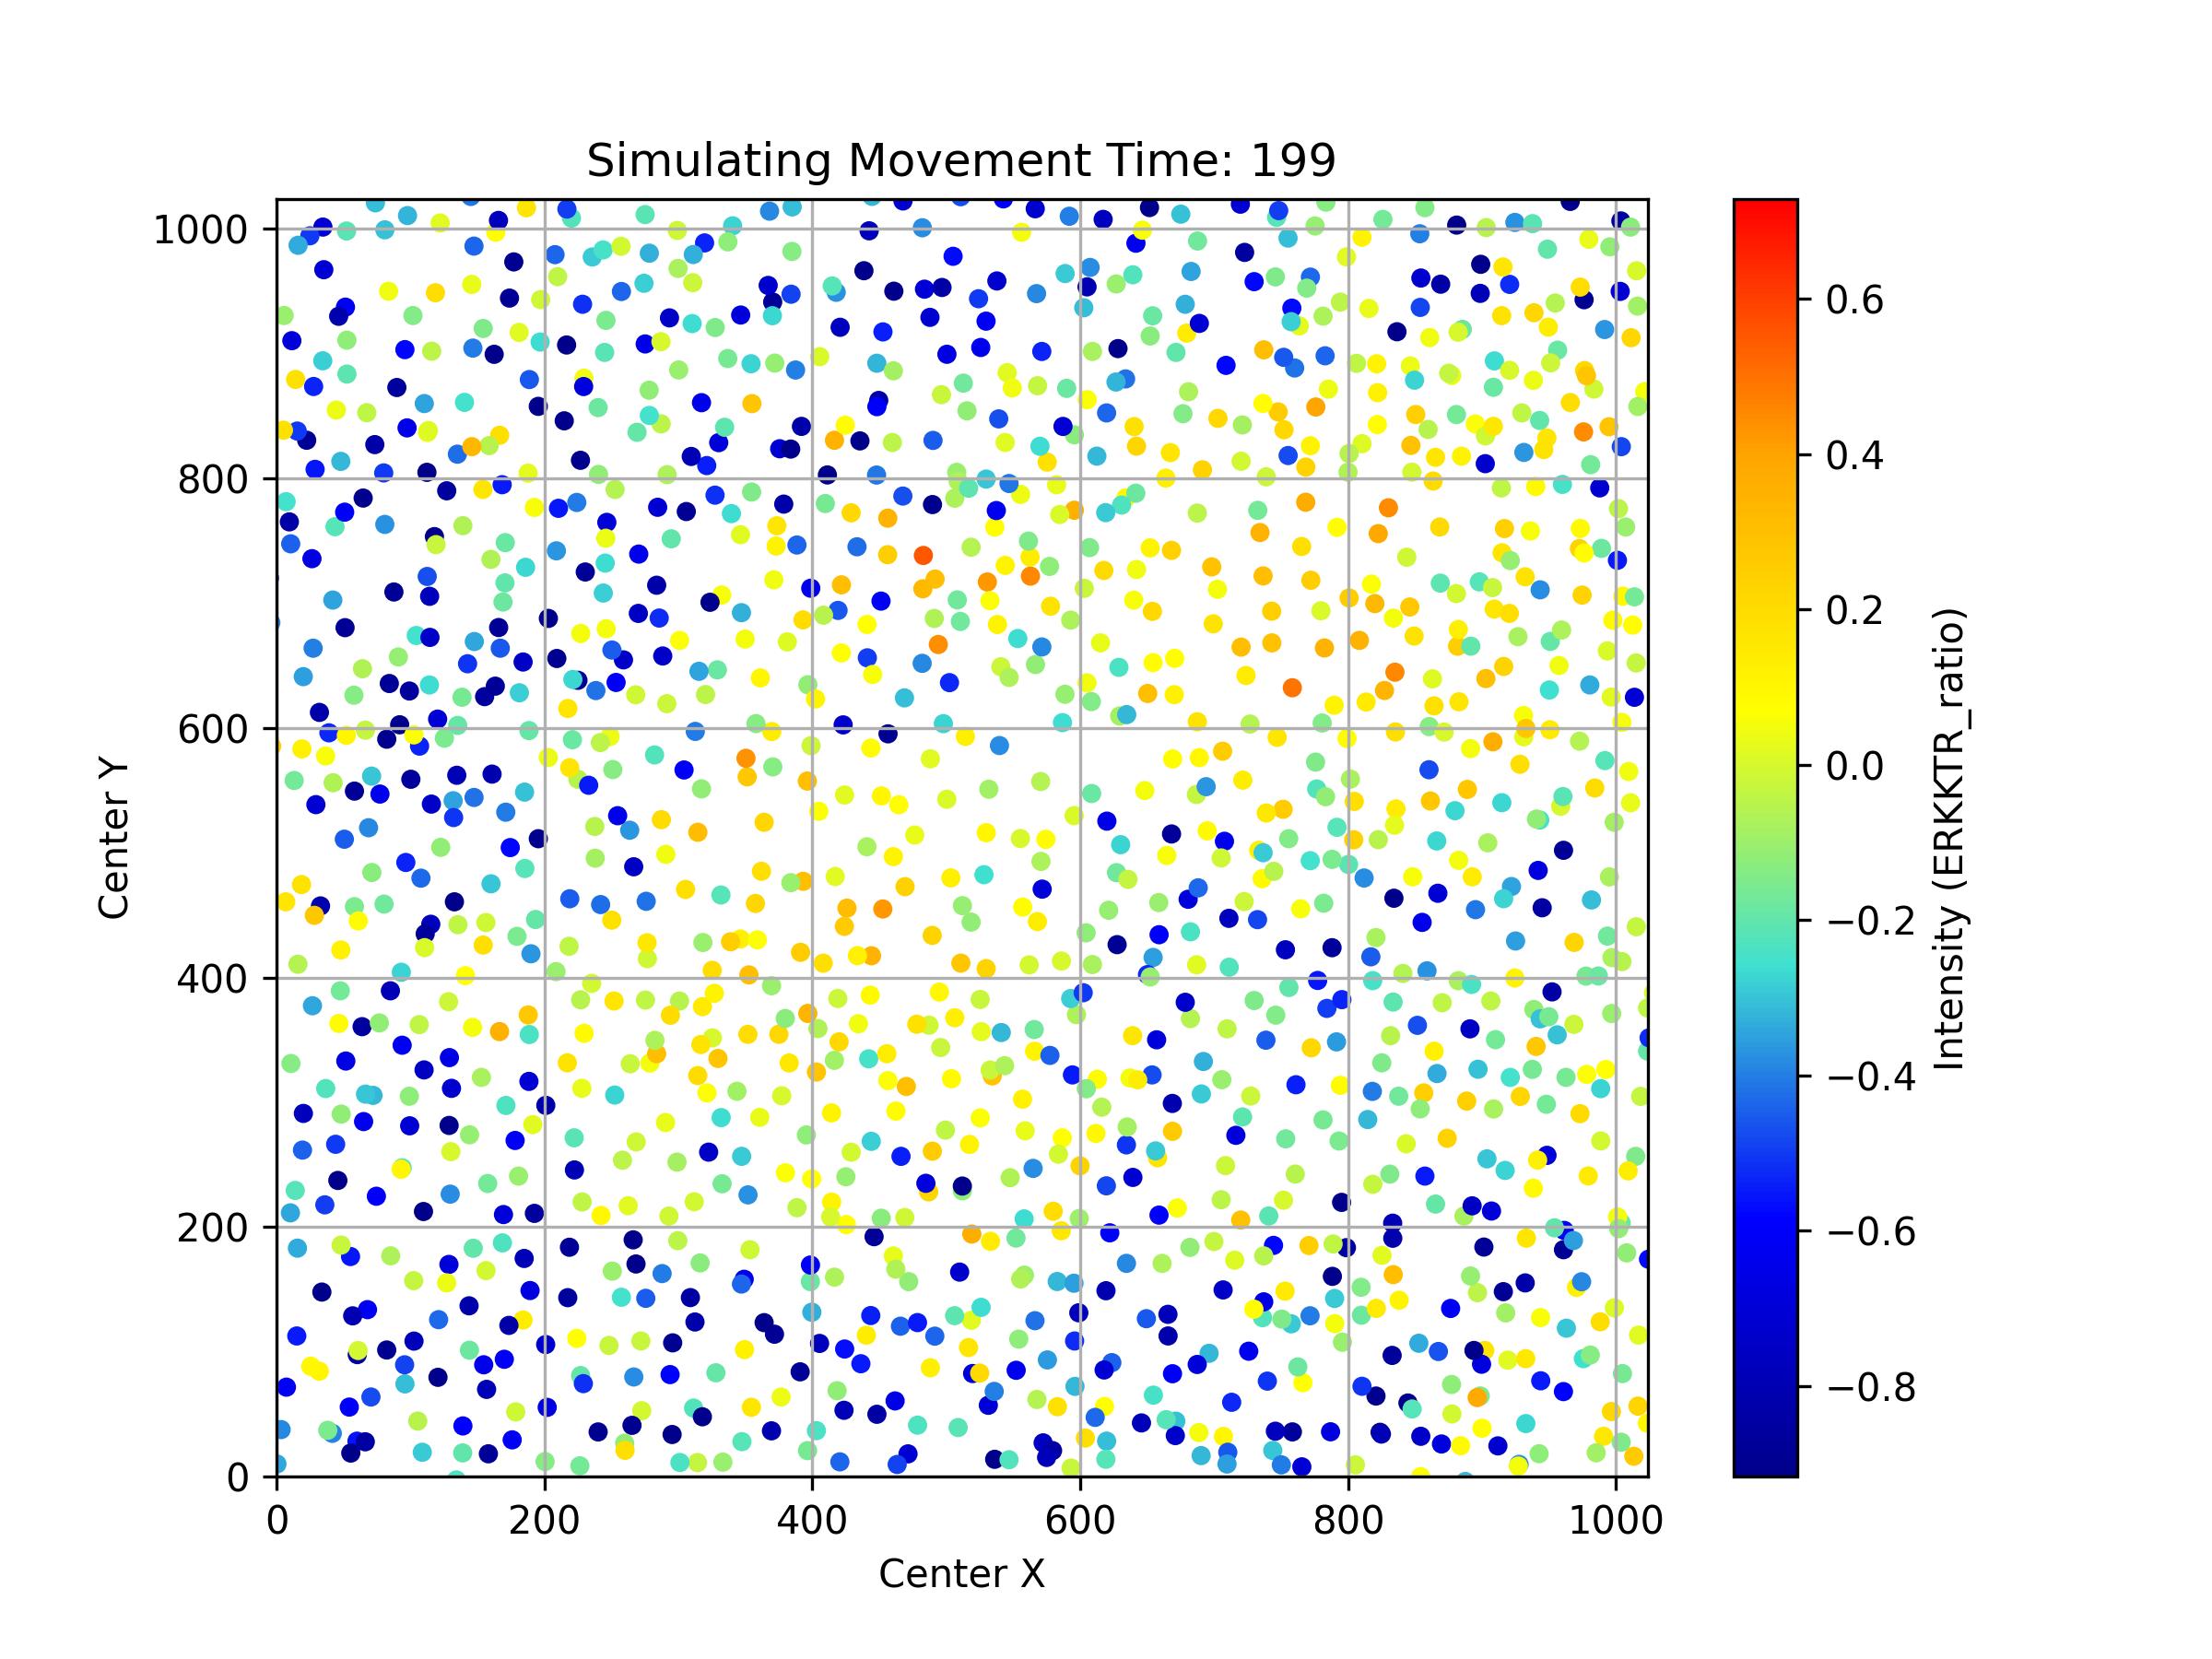 Simulating Movement Time: 199
1000
800
600
400
200
0
Center Y
0 200 400 600 800 1000
Center X
0.6
0.4
0.2
0.0
−0.2
−0.4
−0.6
−0.8
Intensity (ERKKTR_ratio)